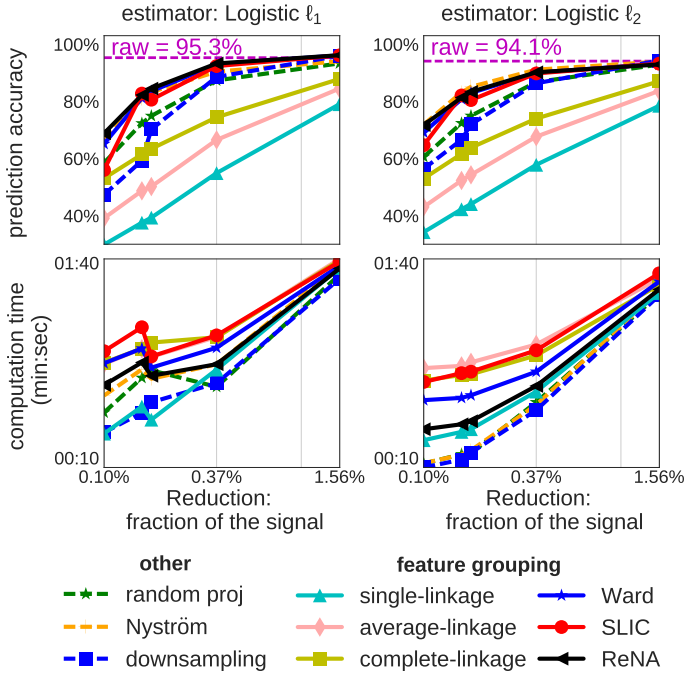 estimator: Logistic ℓ1
estimator: Logistic ℓ2
prediction accuracy
100%
80%
60%
40%
raw = 95.3%
100%
80%
60%
40%
raw = 94.1%
computation time
(min:sec)
01:40
00:10
01:40
00:10
0.10%
0.37%
1.56%
0.10%
0.37%
1.56%
Reduction:
fraction of the signal
Reduction:
fraction of the signal
other
random proj
Nyström
downsampling
feature grouping
single-linkage
average-linkage
complete-linkage
Ward
SLIC
ReNA